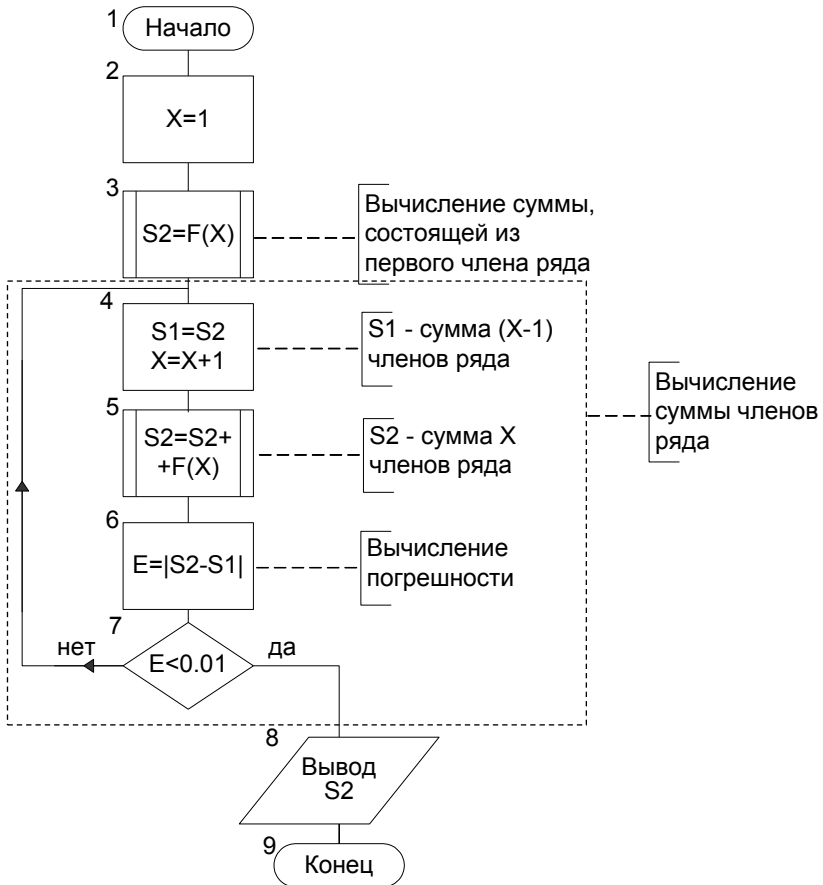 1
Начало
2
X=1
3
S2=F(X)
Вычисление суммы,
состоящей из
первого члена ряда
4
S1=S2
X=X+1
S1 - сумма (X-1)
членов ряда
Вычисление
суммы членов
ряда
5
S2=S2+
+F(X)
S2 - сумма X
членов ряда
6
E=|S2-S1|
Вычисление
погрешности
7
нет
E<0.01
да
8
Вывод
S2
9
Конец